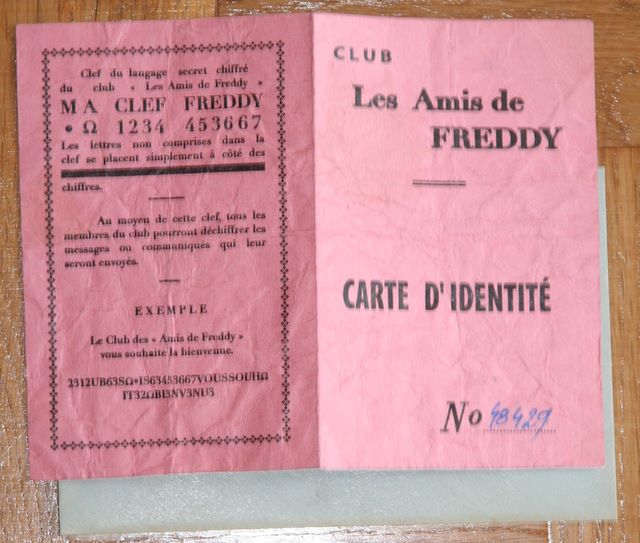 Clef du langage secret chiffré
du club « Les Amis de Freddy »
MA CLEF FREDDY
• Ω 1234 453667
Les lettres non comprises dans la
clef se placent simplement à côté des
chiffres.
Au moyen de cette clef, tous les
membres du club pourront déchiffrer les
messages ou communiqués qui leur
seront envoyés.
EXEMPLE
Le Club des « Amis de Freddy »
vous souhaite la bienvenue.
2312UB63SΩ•IS63453667VOUSSOUHΩ
IT32ΩBI3NV3NU3
CLUB
Les Amis de
FREDDY
CARTE D'IDENTITÉ
No 48429